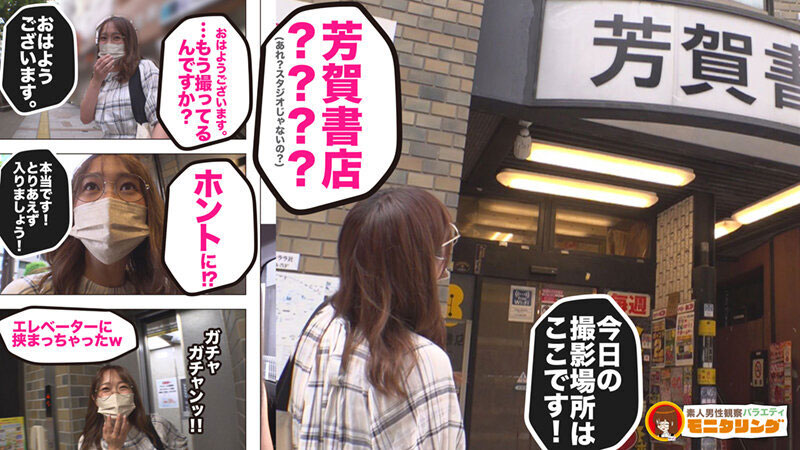 おはよう
ございます。
おはようございます。
…もう撮ってる
んですか?
本当です!
とりあえず
入りましょう!
ホントに!?
エレベーターに
挟まっちゃったw
ガチャ
ガチャンッ!!
芳賀書店
????
(あれ?スタジオじゃないの?)
芳賀書
Wi-Fi
毎週
今日の
撮影場所は
ここです!
素人男性観察バラエティ
モニタリング